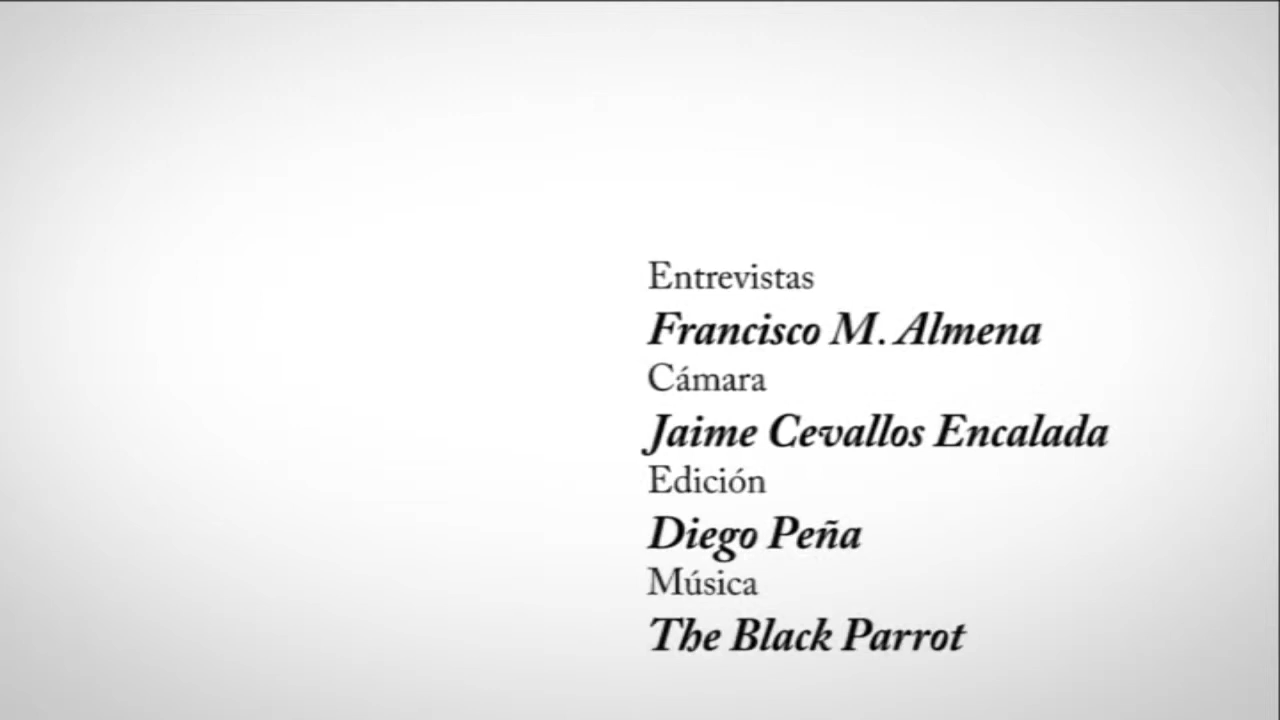 Entrevistas
Francisco M. Almena
Cámara
Jaime Cevallos Encalada
Edición
Diego Peña
Música
The Black Parrot